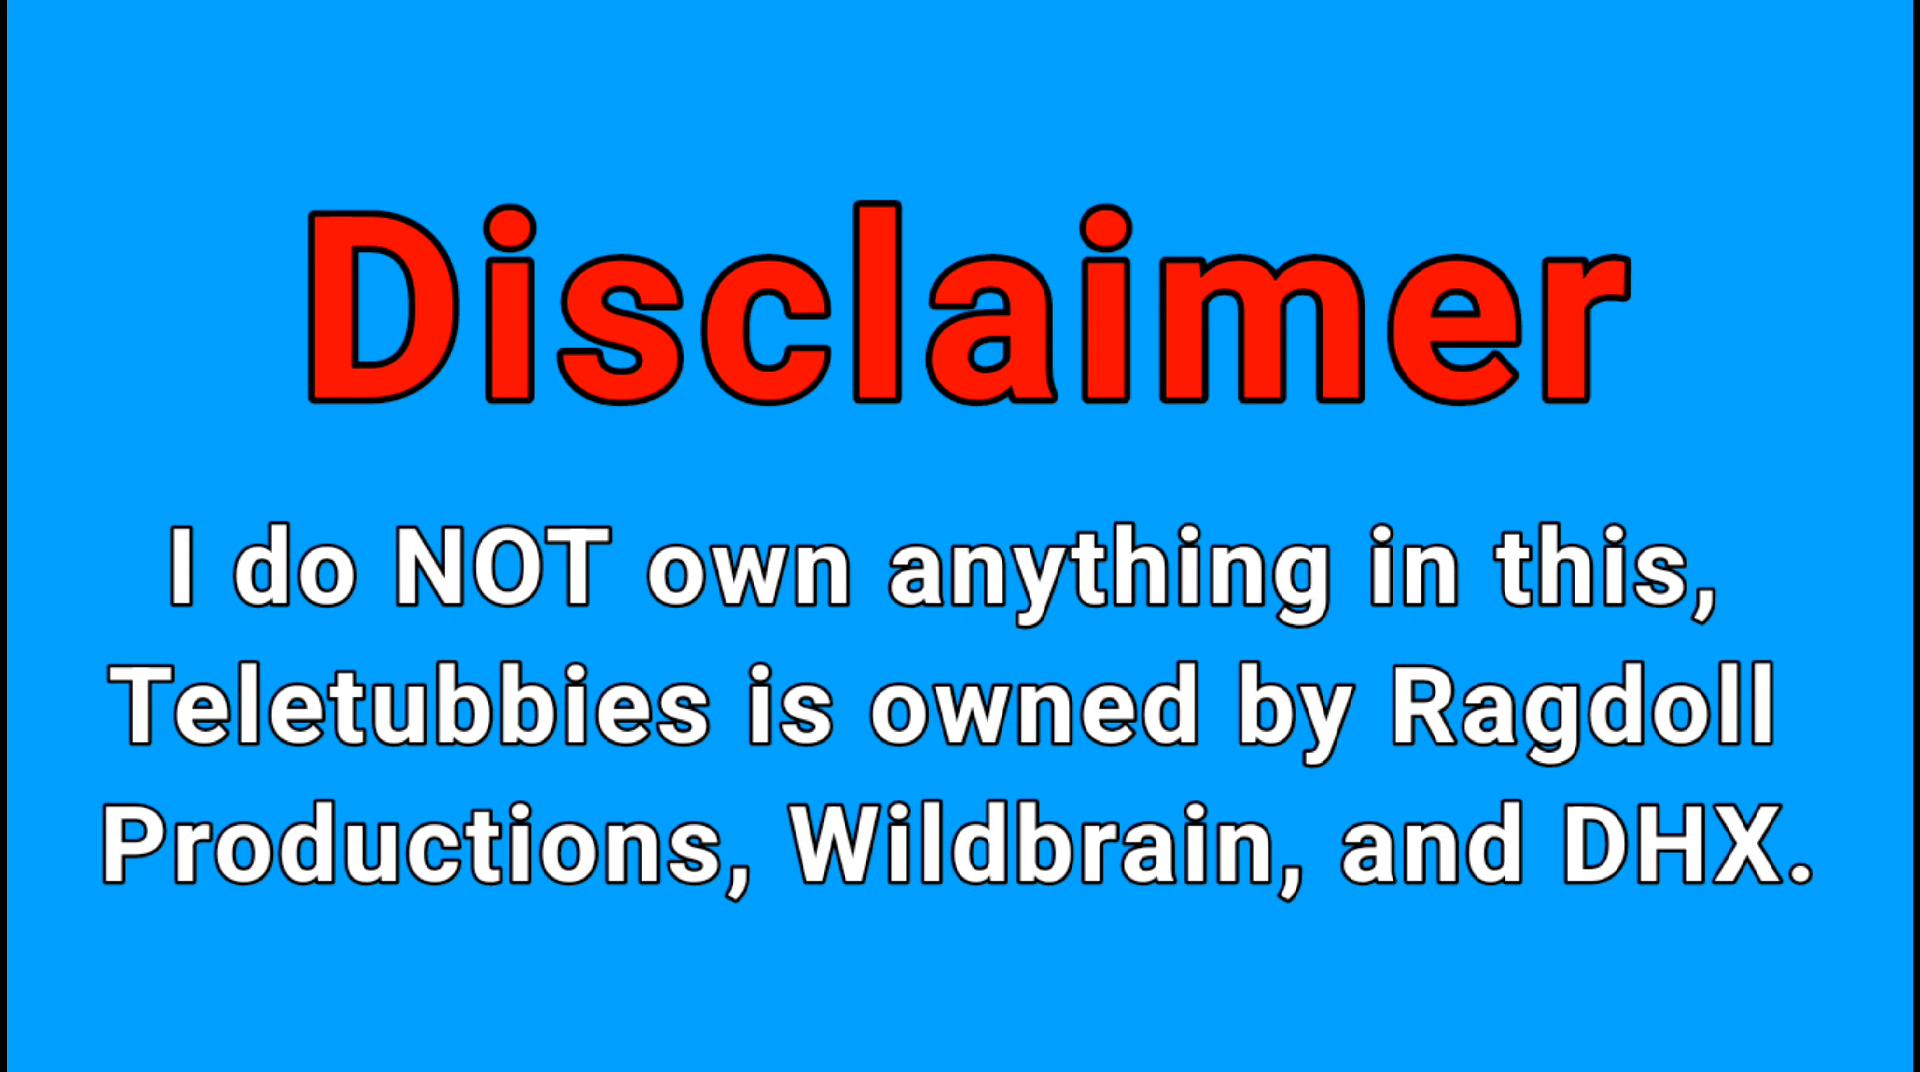 Disclaimer
I do NOT own anything in this,
Teletubbies is owned by Ragdoll
Productions, Wildbrain, and DHX.